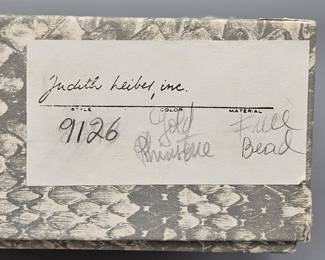 Judith Leiber, inc.
STYLE COLOR MATERIAL
9126 Gold Full
Rhinestone Bead